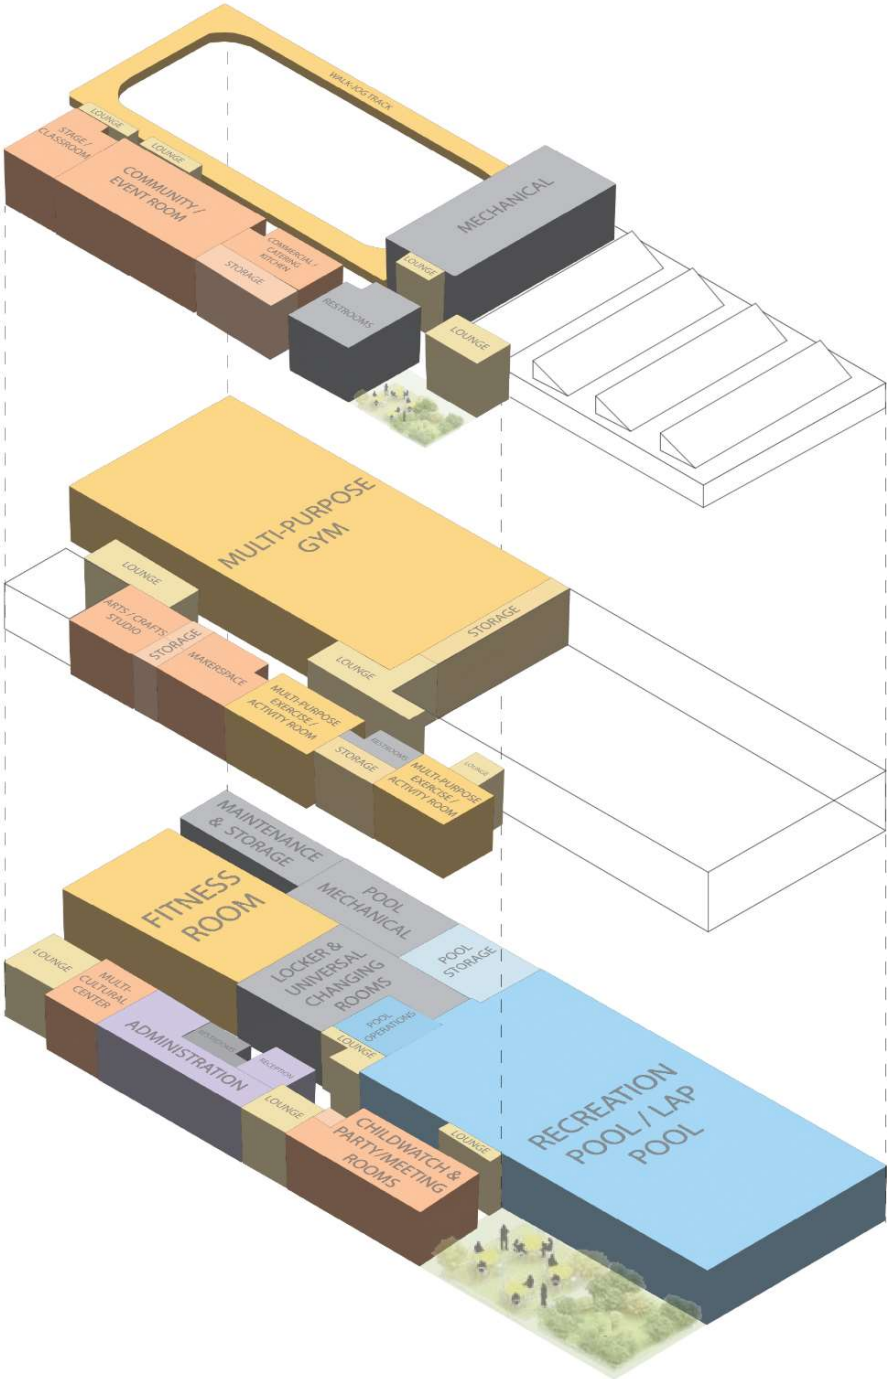 WALK-JOG TRACK
LOUNGE
STAGE /
CLASSROOM
LOUNGE
COMMUNITY /
EVENT ROOM
MECHANICAL
COMMERCIAL /
CATERING
KITCHEN
STORAGE
LOUNGE
RESTROOMS
LOUNGE
MULTI-PURPOSE
GYM
LOUNGE
STORAGE
ARTS / CRAFTS
STUDIO
STORAGE
MAKERSPACE
LOUNGE
MULTI-PURPOSE
EXERCISE /
ACTIVITY ROOM
RESTROOMS
STORAGE
MULTI-PURPOSE
EXERCISE /
ACTIVITY ROOM
LOUNGE
MAINTENANCE
& STORAGE
POOL
MECHANICAL
FITNESS
ROOM
POOL
STORAGE
LOCKER &
UNIVERSAL
CHANGING
ROOMS
LOUNGE
MULTI-
CULTURAL
CENTER
POOL
OPERATIONS
ADMINISTRATION
RESTROOMS
LOUNGE
RECEPTION
LOUNGE
CHILDWATCH &
PARTY/MEETING
ROOMS
LOUNGE
RECREATION
POOL / LAP
POOL